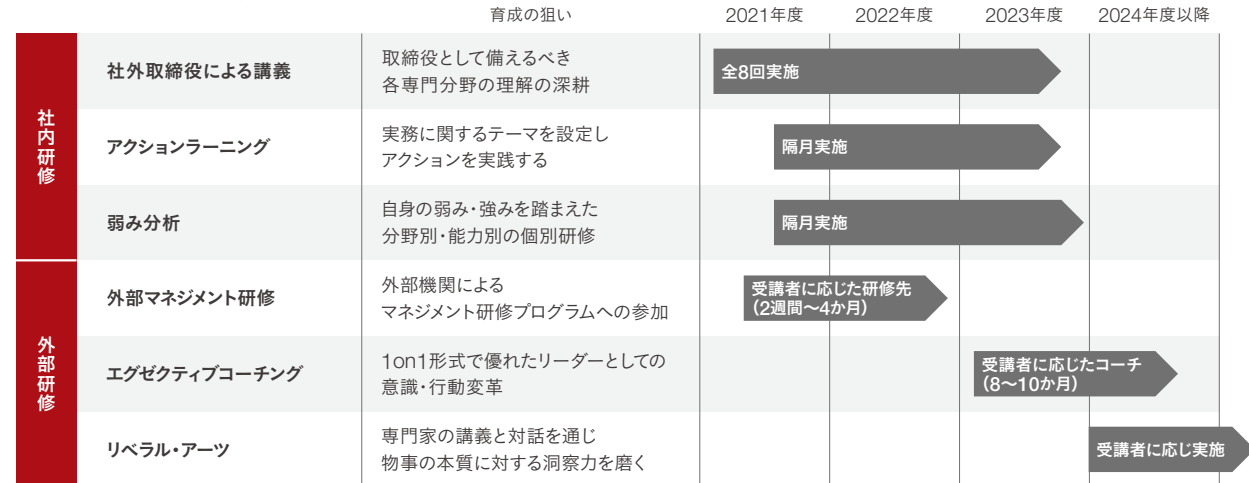 育成の狙い 2021年度 2022年度 2023年度 2024年度以降
社内研修
社外取締役による講義
取締役として備えるべき
各専門分野の理解の深耕
全8回実施
アクションラーニング
実務に関するテーマを設定し
アクションを実践する
隔月実施
弱み分析
自身の弱み・強みを踏まえた
分野別・能力別の個別研修
隔月実施
外部研修
外部マネジメント研修
外部機関による
マネジメント研修プログラムへの参加
受講者に応じた研修先
（2週間～4か月）
エグゼクティブコーチング
1on1形式で優れたリーダーとしての
意識・行動変革
受講者に応じたコーチ
（8～10か月）
リベラル・アーツ
専門家の講義と対話を通じ
物事の本質に対する洞察力を磨く
受講者に応じ実施